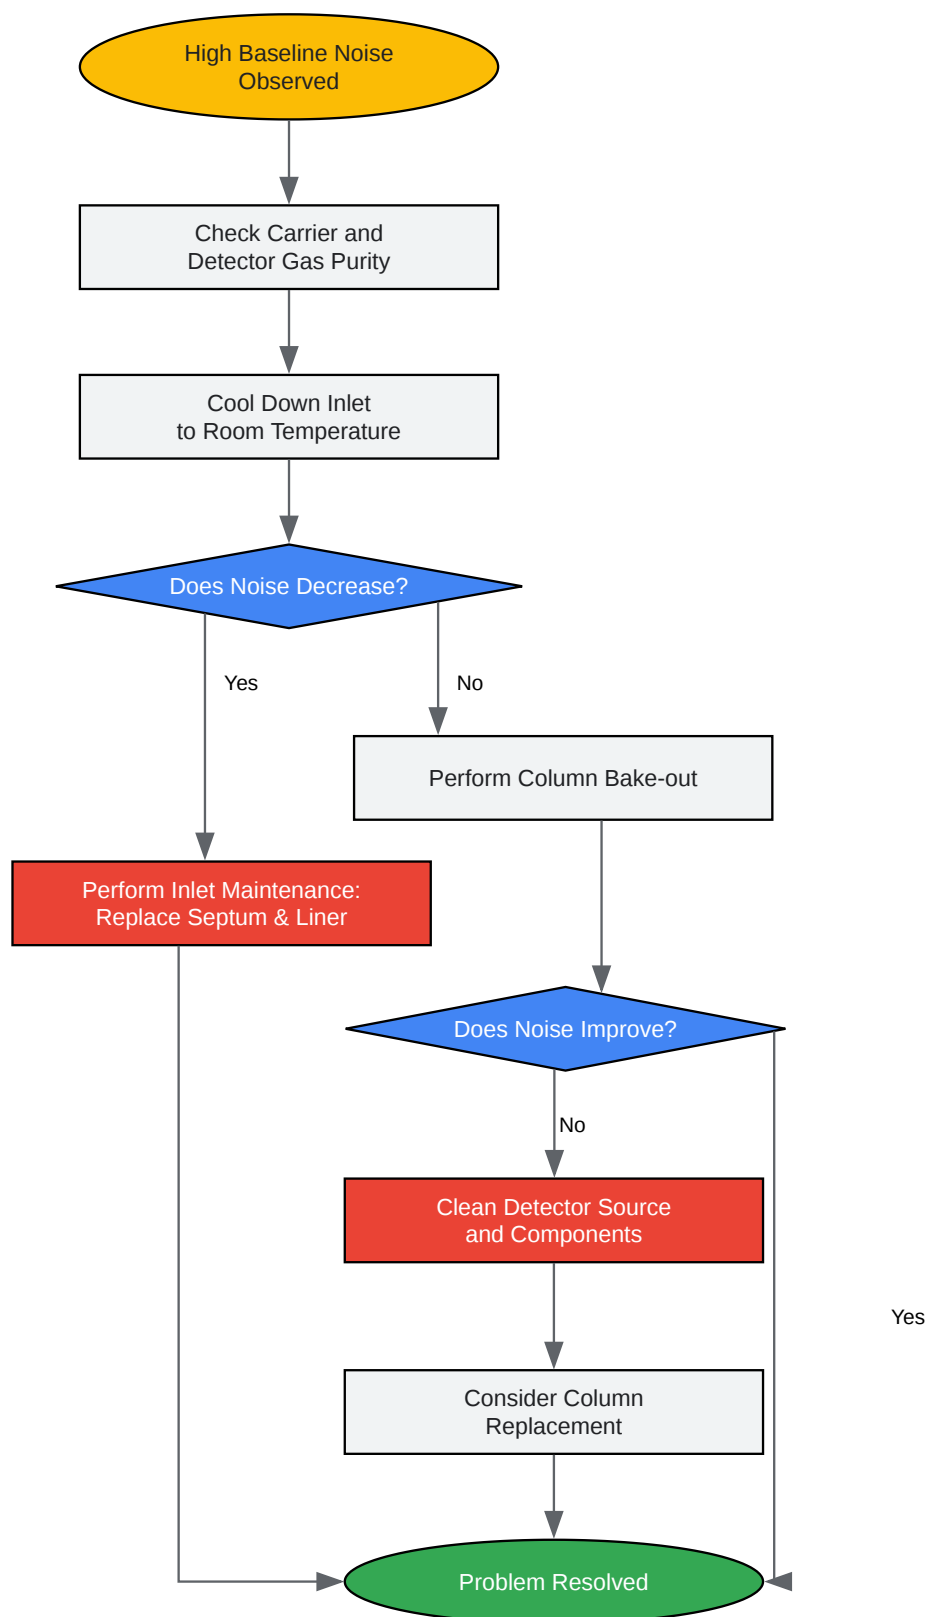 High Baseline Noise
Observed
Check Carrier and
Detector Gas Purity
Cool Down Inlet
to Room Temperature
Does Noise Decrease?
Yes
No
Perform Column Bake-out
Perform Inlet Maintenance:
Replace Septum & Liner
Does Noise Improve?
No
Clean Detector Source
and Components
Yes
Consider Column
Replacement
Problem Resolved